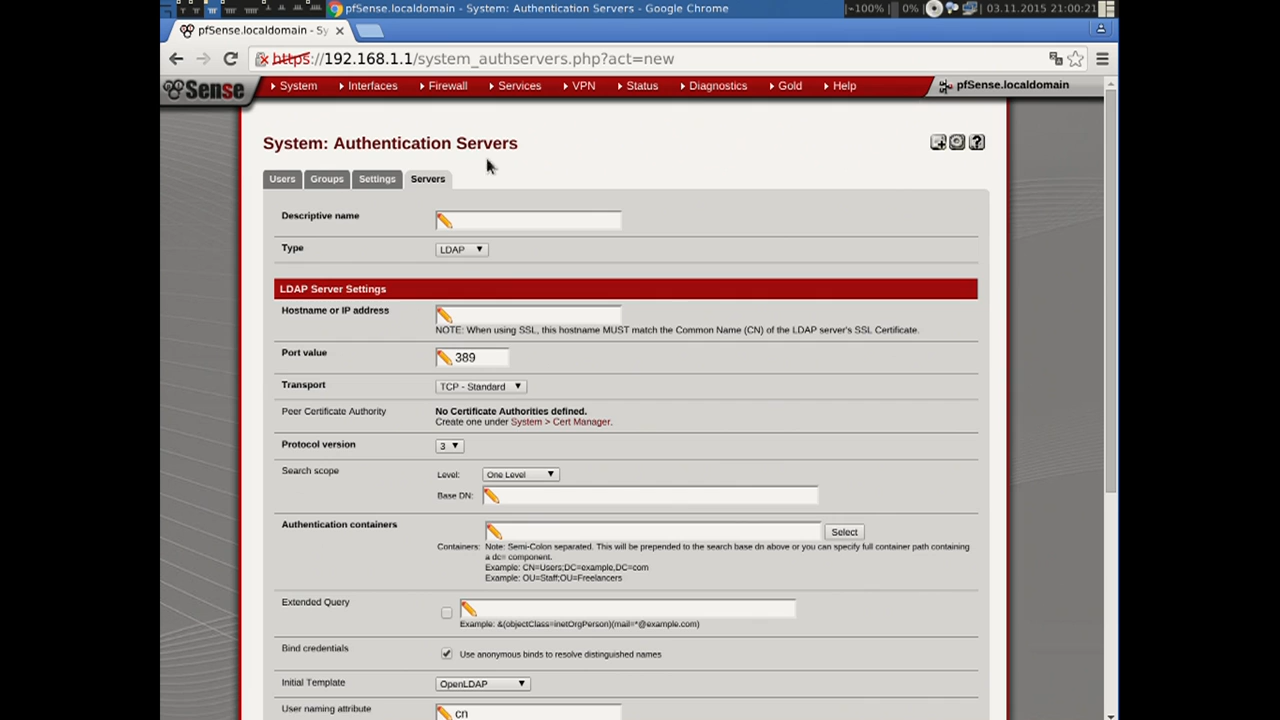 pfSense.localdomain - System: Authentication Servers - Google Chrome
~100%
0%
03.11.2015 21:00:21
pfSense.localdomain - Sy
https://192.168.1.1/system_authservers.php?act=new
Sense
System
Interfaces
Firewall
Services
VPN
Status
Diagnostics
Gold
Help
pfSense.localdomain
System: Authentication Servers
Users
Groups
Settings
Servers
Descriptive name
Type
LDAP
LDAP Server Settings
Hostname or IP address
NOTE: When using SSL, this hostname MUST match the Common Name (CN) of the LDAP server's SSL Certificate.
Port value
389
Transport
TCP - Standard
Peer Certificate Authority
No Certificate Authorities defined.
Create one under System > Cert Manager.
Protocol version
3
Search scope
Level:
One Level
Base DN:
Authentication containers
Select
Containers:
Note: Semi-Colon separated. This will be prepended to the search base dn above or you can specify full container path containing
a dc= component.
Example: CN=Users;DC=example,DC=com
Example: OU=Staff;OU=Freelancers
Extended Query
Example: &(objectClass=inetOrgPerson)(mail=*@example.com)
Bind credentials
Use anonymous binds to resolve distinguished names
Initial Template
OpenLDAP
User naming attribute
cn